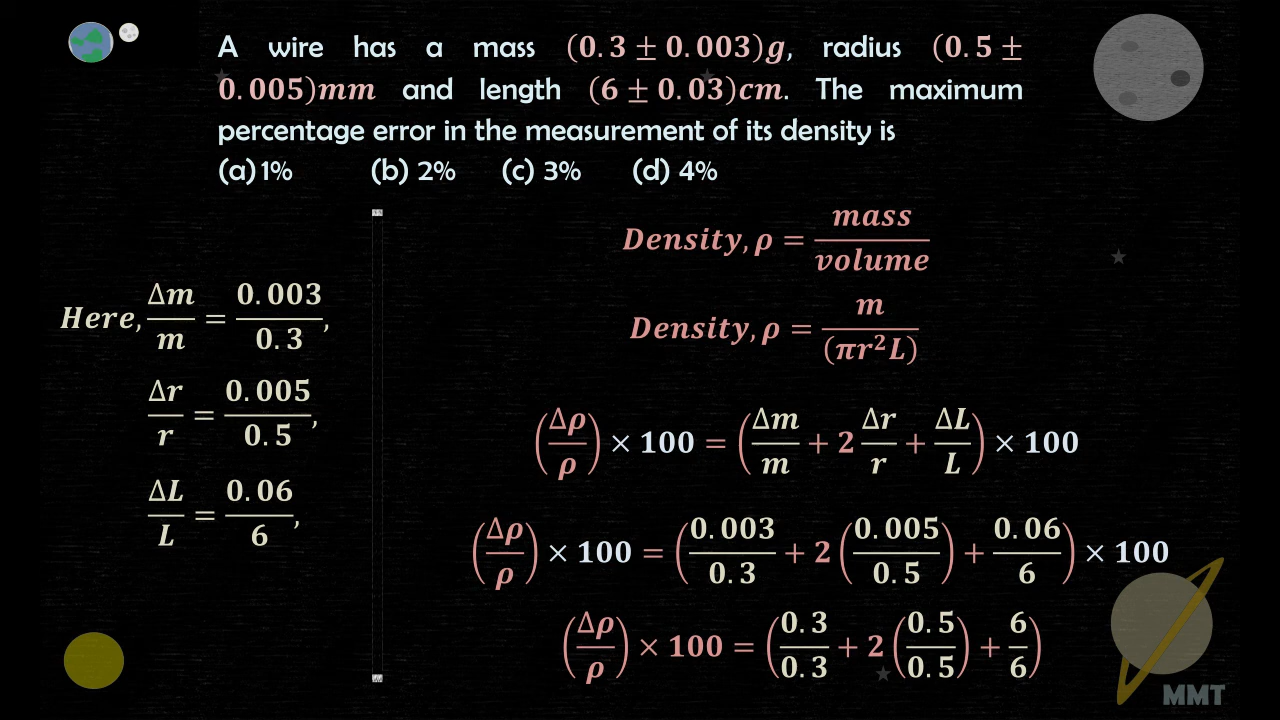 A wire has a mass (0.3 ± 0.003)g, radius (0.5 ±
0.005)mm and length (6 ± 0.03)cm. The maximum
percentage error in the measurement of its density is
(a) 1% (b) 2% (c) 3% (d) 4%
Density, ρ = mass/volume
Here, Δm/m = 0.003/0.3,
Density, ρ = m/(πr²L)
Δr/r = 0.005/0.5,
(Δρ/ρ) × 100 = (Δm/m + 2 Δr/r + ΔL/L) × 100
ΔL/L = 0.06/6,
(Δρ/ρ) × 100 = (0.003/0.3 + 2 (0.005/0.5) + 0.06/6) × 100
(Δρ/ρ) × 100 = (0.3/0.3 + 2 (0.5/0.5) + 6/6)
MMT